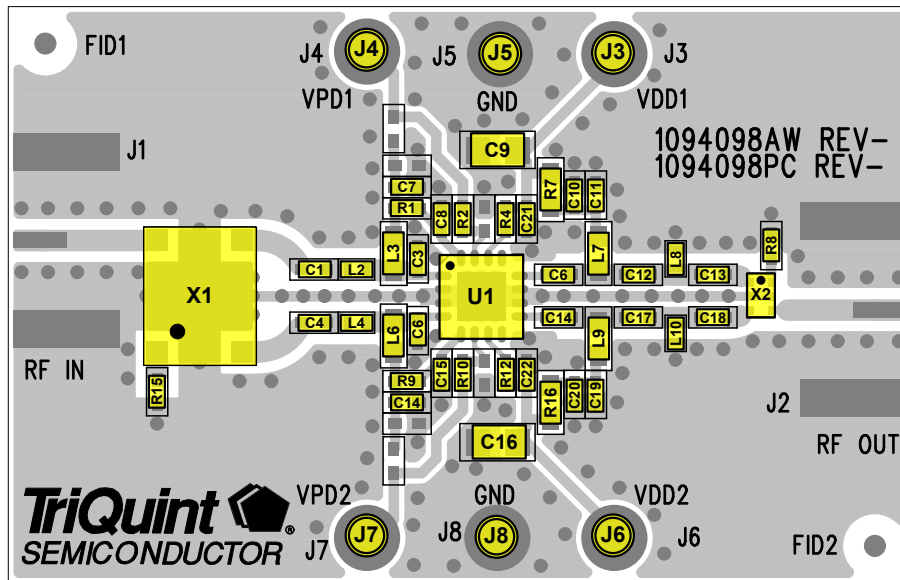 FID1
J4 J4 J5 J5 J3 J3
VPD1 GND VDD1
1094098AW REV-
1094098PC REV-
J1
C9
C7 R7 C10 C11
R1 C8 R2 R4 C21
R8
L3 C3 L7 L8
C1 L2 C6 C12 C13
X1 U1 X2
C4 L4 C14 C17 C18
L6 C6 L9 L10
RF IN
R15 R9 C15 R10 R12 C22
C14 R16 C20 C19
J2
C16
RF OUT
VPD2 GND VDD2
TriQuint ®
SEMICONDUCTOR
J7 J7 J8 J8 J6 J6
FID2